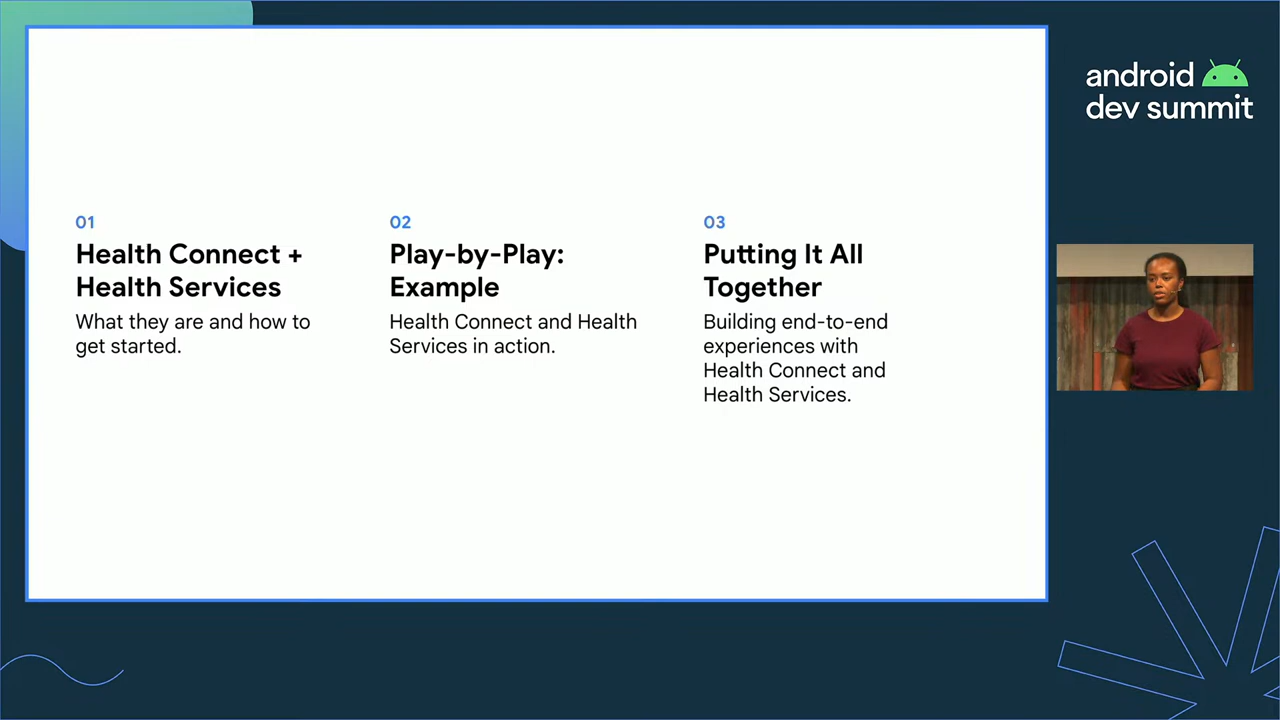 android
dev summit
01
Health Connect +
Health Services
What they are and how to
get started.
02
Play-by-Play:
Example
Health Connect and Health
Services in action.
03
Putting It All
Together
Building end-to-end
experiences with
Health Connect and
Health Services.